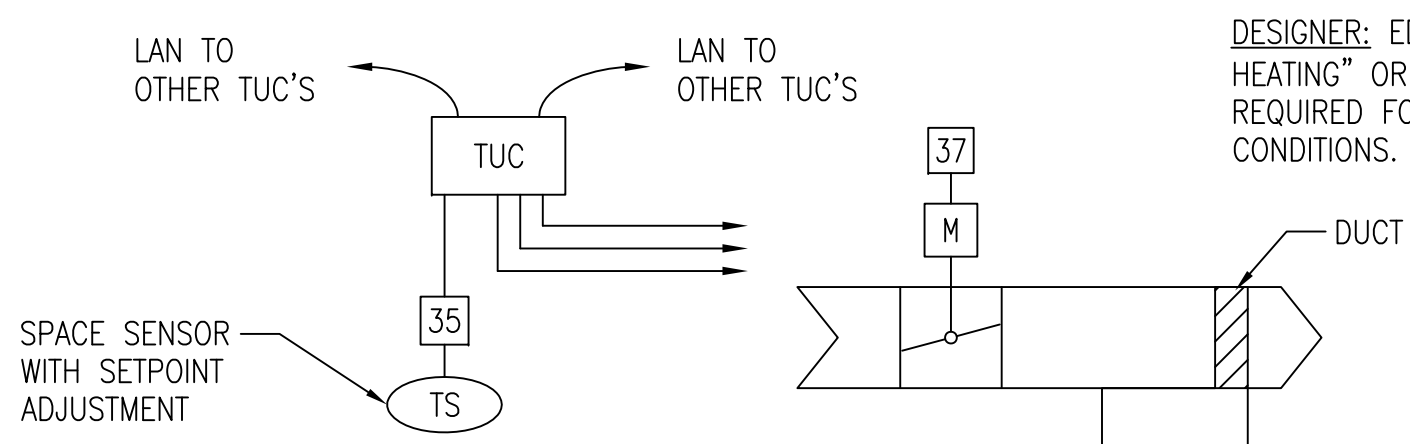 LAN TO
OTHER TUC'S
LAN TO
OTHER TUC'S
DESIGNER:
HEATING" OR
REQUIRED
CONDITIONS.
TUC
37
M
DUCT
35
SPACE SENSOR
WITH SETPOINT
ADJUSTMENT
TS